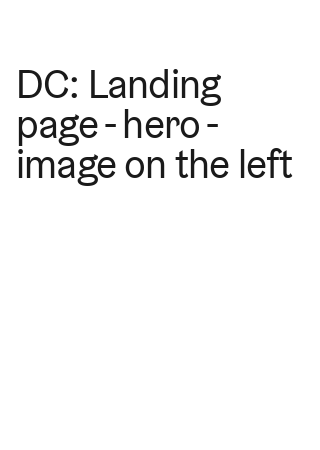 DC: Landing
page - hero -
image on the left